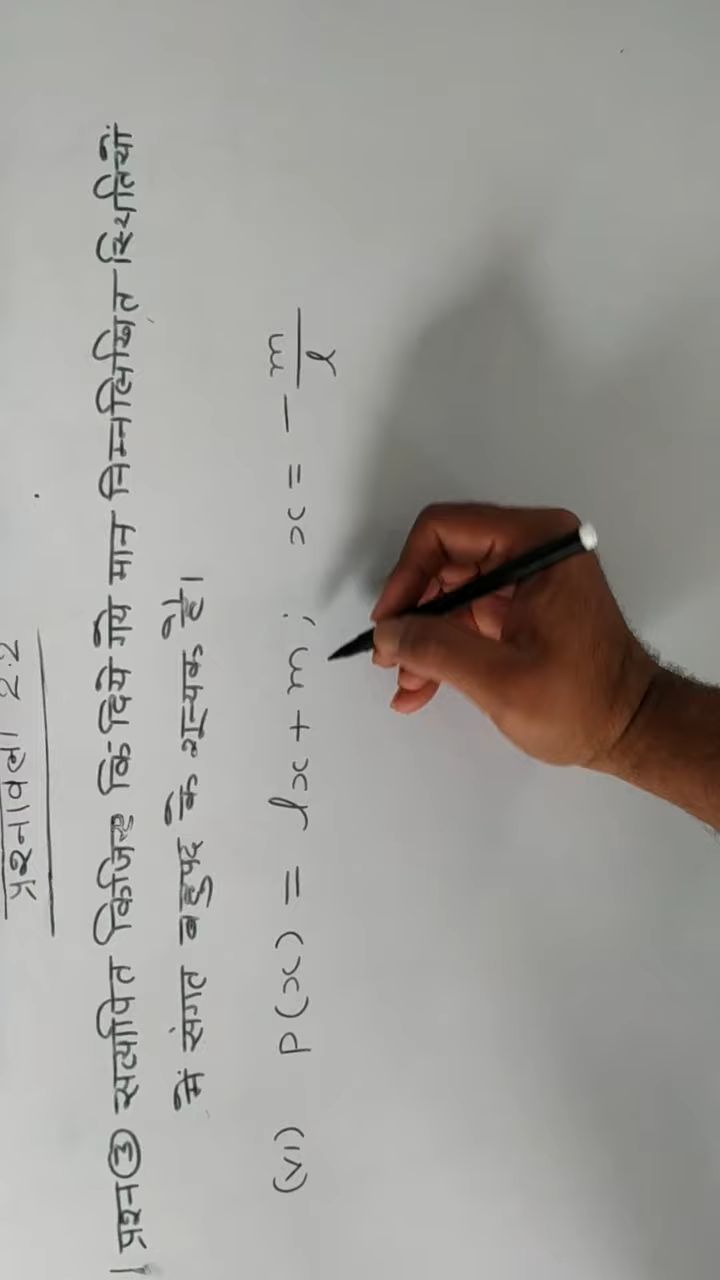 प्रश्नावली 2.2
प्रश्न ③ सत्यापित किजिए कि दिये गये मान निम्नलिखित स्थितियों
में संगत बहुपद के शून्यक है।
(VI) P(x) = lx + m ; x = - m/l